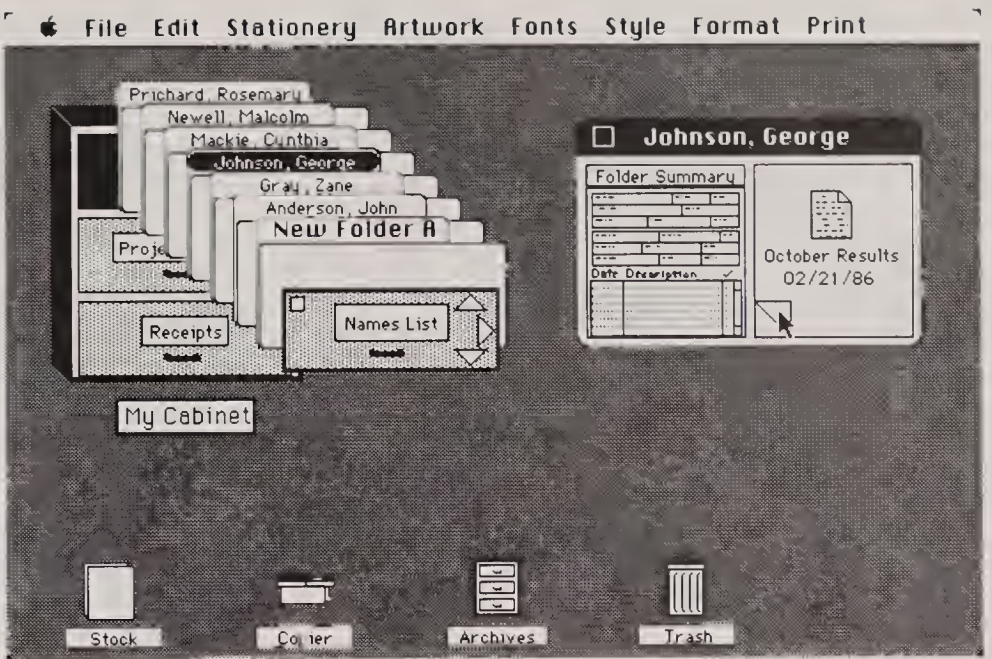 File Edit Stationery Artwork Fonts Style Format Print
Prichard, Rosemary
Newell, Malcolm
Mackie, Cynthia
Johnson, George
Gray, Zane
Anderson, John
New Folder A
Names List
Proje
Receipts
My Cabinet
Johnson, George
Folder Summary
Date Description
October Results
02/21/86
Stock
Archives
Trash